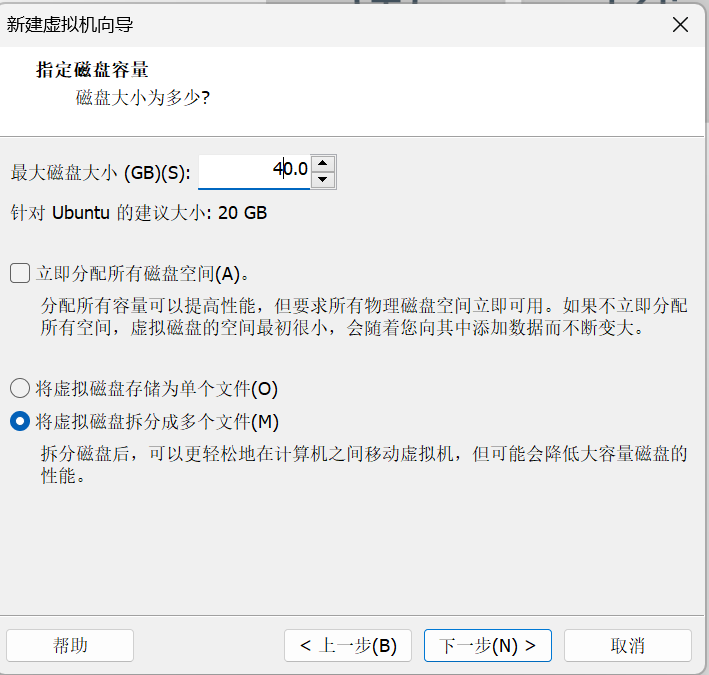 新建虚拟机向导
指定磁盘容量
磁盘大小为多少?
最大磁盘大小 (GB)(S): 40.0
针对 Ubuntu 的建议大小: 20 GB
立即分配所有磁盘空间(A)。
分配所有容量可以提高性能，但要求所有物理磁盘空间立即可用。如果不立即分配
所有空间，虚拟磁盘的空间最初很小，会随着您向其中添加数据而不断变大。
将虚拟磁盘存储为单个文件(O)
将虚拟磁盘拆分成多个文件(M)
拆分磁盘后，可以更轻松地在计算机之间移动虚拟机，但可能会降低大容量磁盘的
性能。
帮助 < 上一步(B) 下一步(N) > 取消